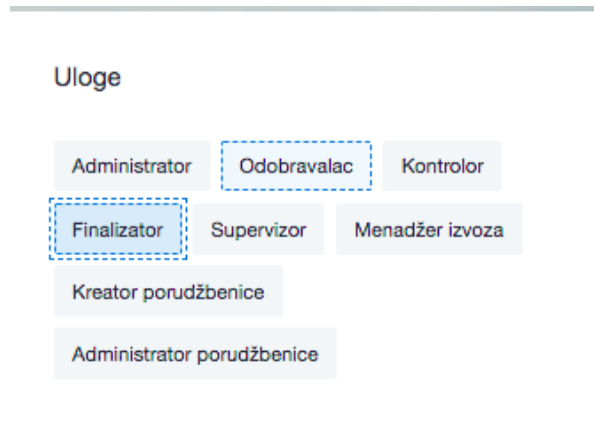 Uloge
Administrator Odobravalac Kontrolor
Finalizator Supervizor Menadžer izvoza
Kreator porudžbenice
Administrator porudžbenice